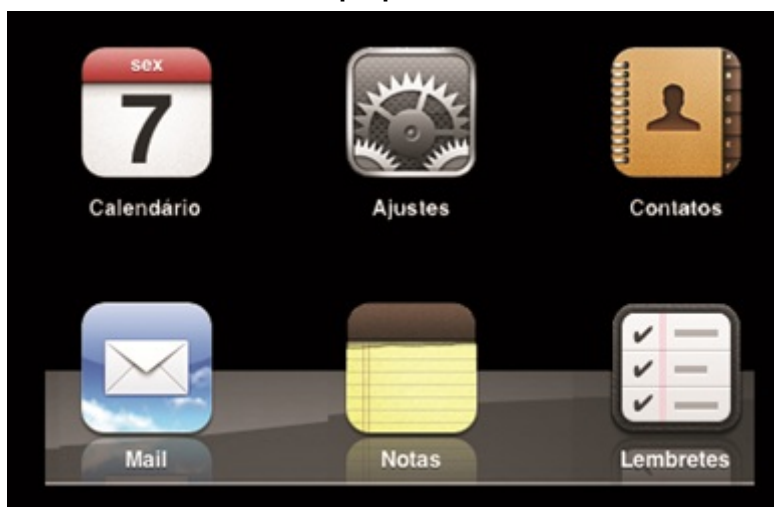 sex
7
Calendário
Ajustes
Contatos
Mail
Notas
Lembretes